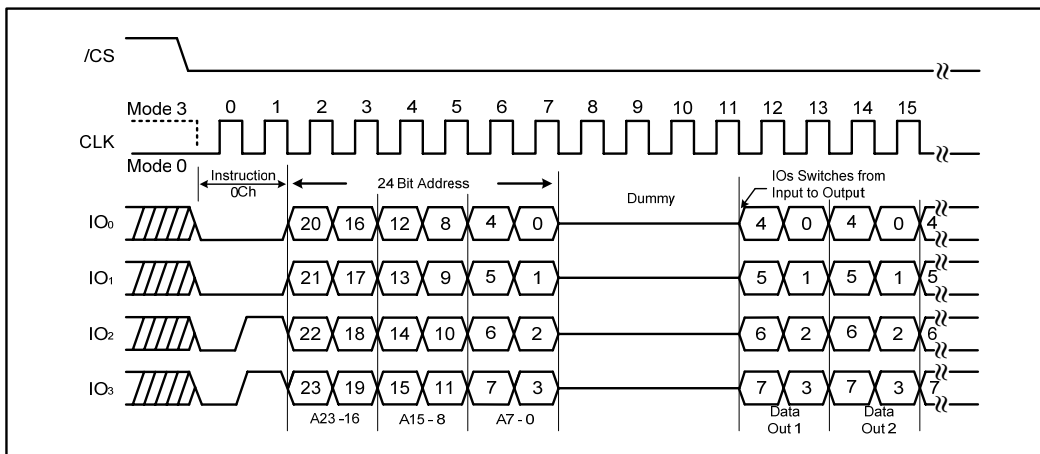 /CS
Mode 3 0 1 2 3 4 5 6 7 8 9 10 11 12 13 14 15
CLK
Mode 0
Instruction
0Ch
24 Bit Address
Dummy
IOs Switches from
Input to Output
IO₀ 20 16 12 8 4 0 4 0 4 0 4
IO₁ 21 17 13 9 5 1 5 1 5 1 5
IO₂ 22 18 14 10 6 2 6 2 6 2 6
IO₃ 23 19 15 11 7 3 7 3 7 3 7
A23-16 A15-8 A7-0
Data
Out 1
Data
Out 2